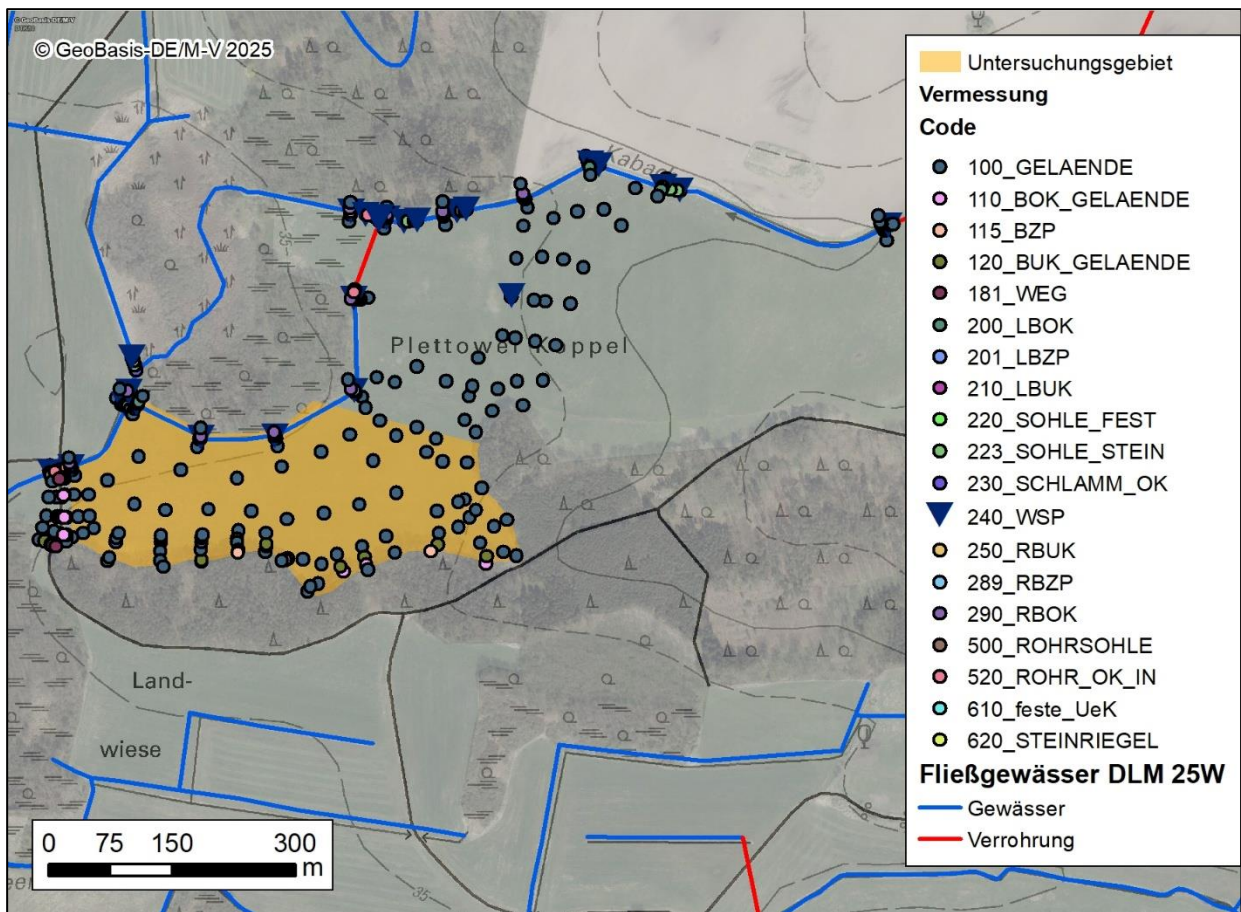 © GeoBasis-DE/M-V 2025
Untersuchungsgebiet
Vermessung
Code
100_GELAENDE
110_BOK_GELAENDE
115_BZP
120_BUK_GELAENDE
181_WEG
200_LBOK
201_LBZP
210_LBUK
220_SOHLE_FEST
223_SOHLE_STEIN
230_SCHLAMM_OK
240_WSP
250_RBUK
289_RBZP
290_RBOK
500_ROHRSOHLE
520_ROHR_OK_IN
610_feste_UeK
620_STEINRIEGEL
Fließgewässer DLM 25W
Gewässer
Verrohrung
35
Plettower Koppel
Land-
wiese
0 75 150 300
m
35